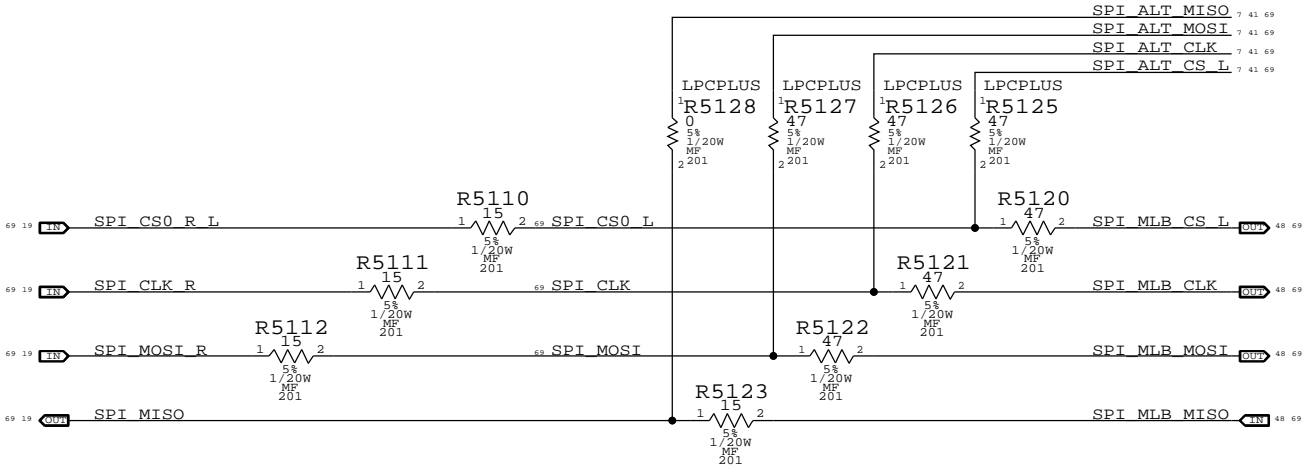 SPI_ALT_MISO 7 41 69
SPI_ALT_MOSI 7 41 69
SPI_ALT_CLK 7 41 69
SPI_ALT_CS_L 7 41 69
LPCPLUS LPCPLUS LPCPLUS LPCPLUS
1 R5128 1 R5127 1 R5126 1 R5125
0 47 47 47
5% 5% 5% 5%
1/20W 1/20W 1/20W 1/20W
MF MF MF MF
2 201 2 201 2 201 2 201
R5110 R5120
69 19 IN SPI_CS0_R_L 1 15 2 69 SPI_CS0_L 1 47 2 SPI_MLB_CS_L OUT 48 69
5% 5%
1/20W 1/20W
MF MF
201 201
R5111 R5121
69 19 IN SPI_CLK_R 1 15 2 69 SPI_CLK 1 47 2 SPI_MLB_CLK OUT 48 69
5% 5%
1/20W 1/20W
MF MF
201 201
R5112 R5122
69 19 IN SPI_MOSI_R 1 15 2 69 SPI_MOSI 1 47 2 SPI_MLB_MOSI OUT 48 69
5% 5%
1/20W 1/20W
MF MF
201 201
R5123
69 19 OUT SPI_MISO 1 15 2 SPI_MLB_MISO IN 48 69
5%
1/20W
MF
201